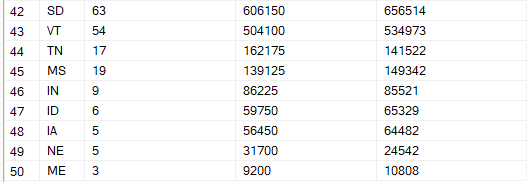 42 SD 63 606150 656514
43 VT 54 504100 534973
44 TN 17 162175 141522
45 MS 19 139125 149342
46 IN 9 86225 85521
47 ID 6 59750 65329
48 IA 5 56450 64482
49 NE 5 31700 24542
50 ME 3 9200 10808